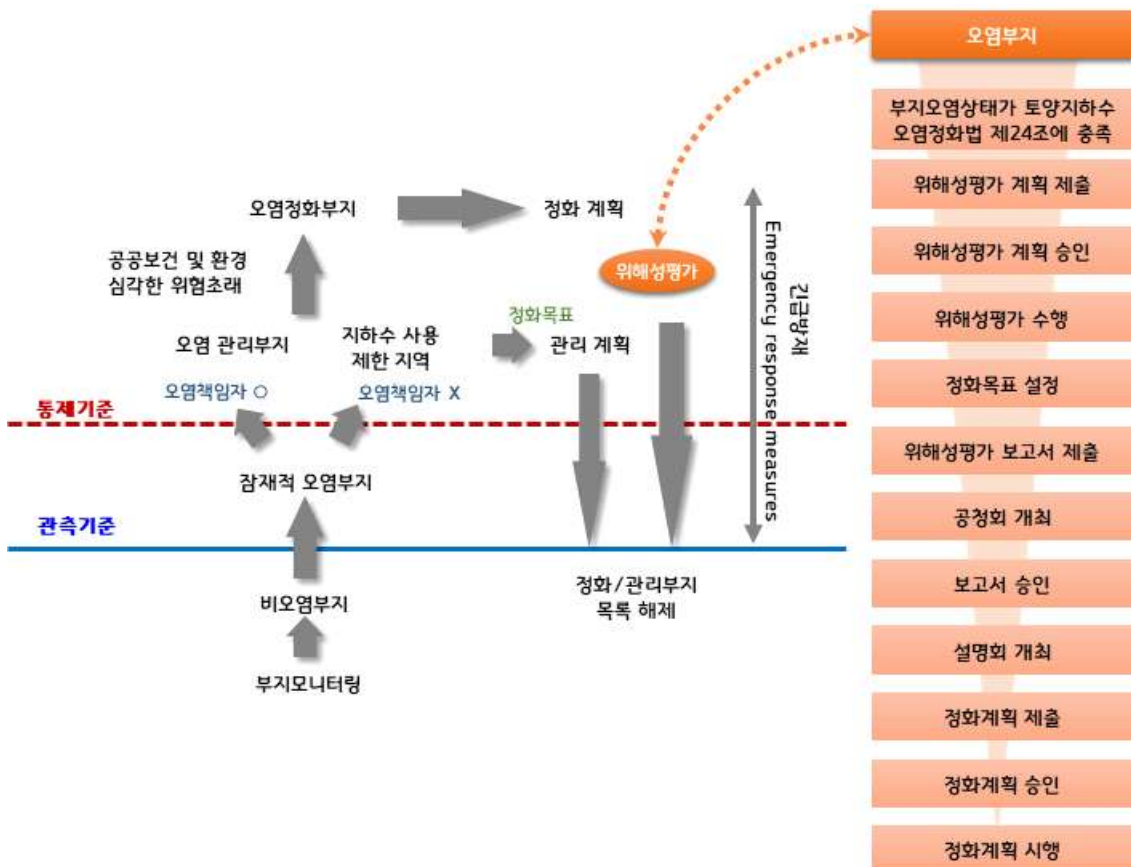 오염정화부지
정화 계획
공공보건 및 환경
심각한 위협초래
위해성평가
정화목표
오염 관리부지
지하수 사용
제한 지역
관리 계획
오염책임자 ○
오염책임자 X
통제기준
잠재적 오염부지
관측기준
비오염부지
부지모니터링
정화/관리부지
목록 해제
긴급방재
Emergency response measures
오염부지
부지오염상태가 토양지하수
오염정화법 제24조에 충족
위해성평가 계획 제출
위해성평가 계획 승인
위해성평가 수행
정화목표 설정
위해성평가 보고서 제출
공청회 개최
보고서 승인
설명회 개최
정화계획 제출
정화계획 승인
정화계획 시행